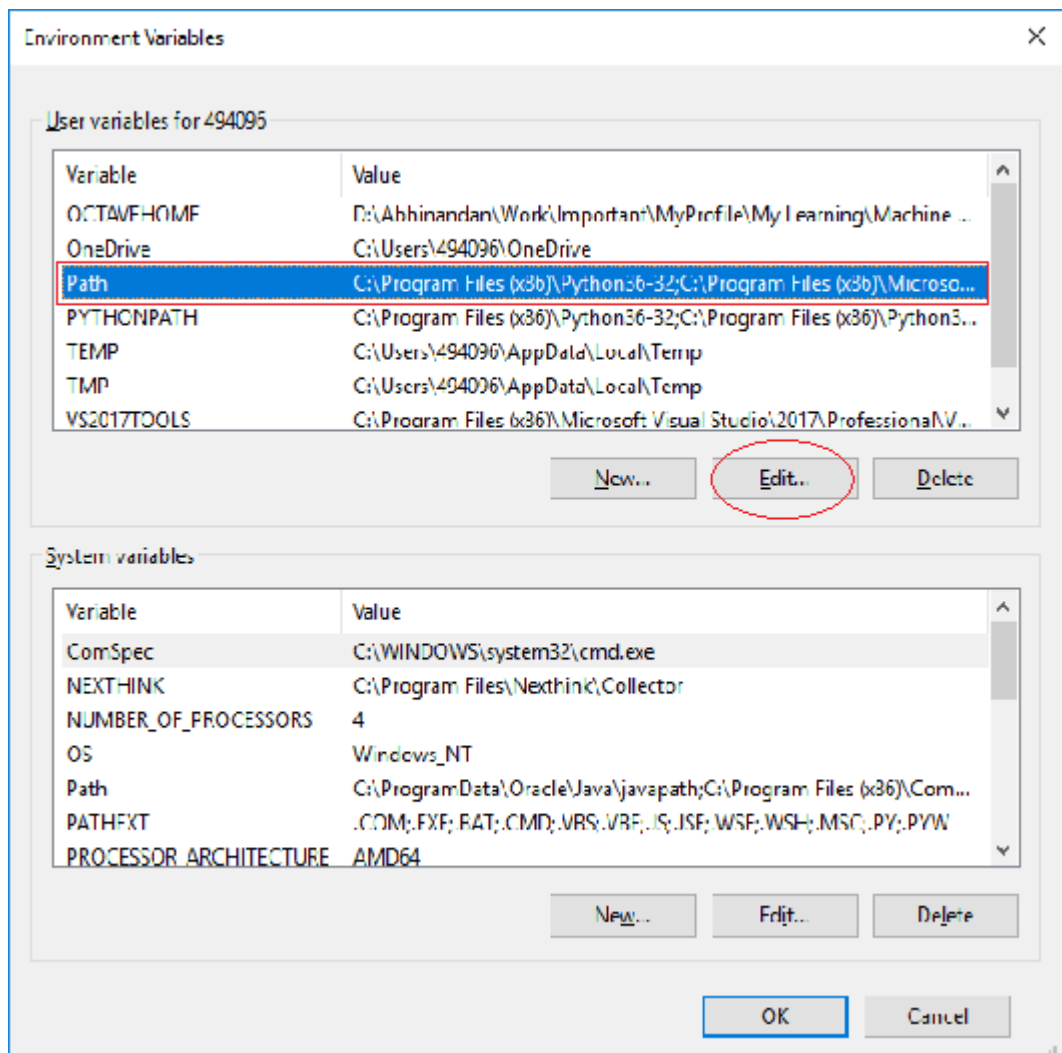 Environment Variables
User variables for 494096
Variable Value
OCTAVEHOME D:\Abhinandan\Work\Important\MyProfile\My Learning\Machine ...
OneDrive C:\Users\494096\OneDrive
Path C:\Program Files (x86)\Python36-32;C:\Program Files (x86)\Microso...
PYTHONPATH C:\Program Files (x86)\Python36-32;C:\Program Files (x86)\Python3...
TEMP C:\Users\494096\AppData\Local\Temp
TMP C:\Users\494096\AppData\Local\Temp
VS2017TOOLS C:\Program Files (x86)\Microsoft Visual Studio\2017\Professional\V...
New... Edit... Delete
System variables
Variable Value
ComSpec C:\WINDOWS\system32\cmd.exe
NEXTHINK C:\Program Files\Nexthink\Collector
NUMBER_OF_PROCESSORS 4
OS Windows_NT
Path C:\ProgramData\Oracle\Java\javapath;C:\Program Files (x86)\Com...
PATHEXT .COM;.EXE;.BAT;.CMD;.VBS;.VBE;.JS;.JSE;.WSF;.WSH;.MSC;.PY;.PYW
PROCESSOR_ARCHITECTURE AMD64
New... Edit... Delete
OK Cancel